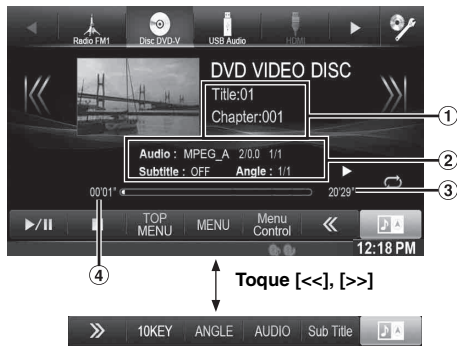 Radio FM1 Disc DVD-V USB Audio HDMI
DVD VIDEO DISC
Title:01
Chapter:001
1
Audio : MPEG_A 2/0.0 1/1
2
Subtitle : OFF Angle : 1/1
00'01" 20'29"
3
TOP MENU MENU Menu Control
12:18 PM
4
Toque [<<], [>>]
10KEY ANGLE AUDIO Sub Title